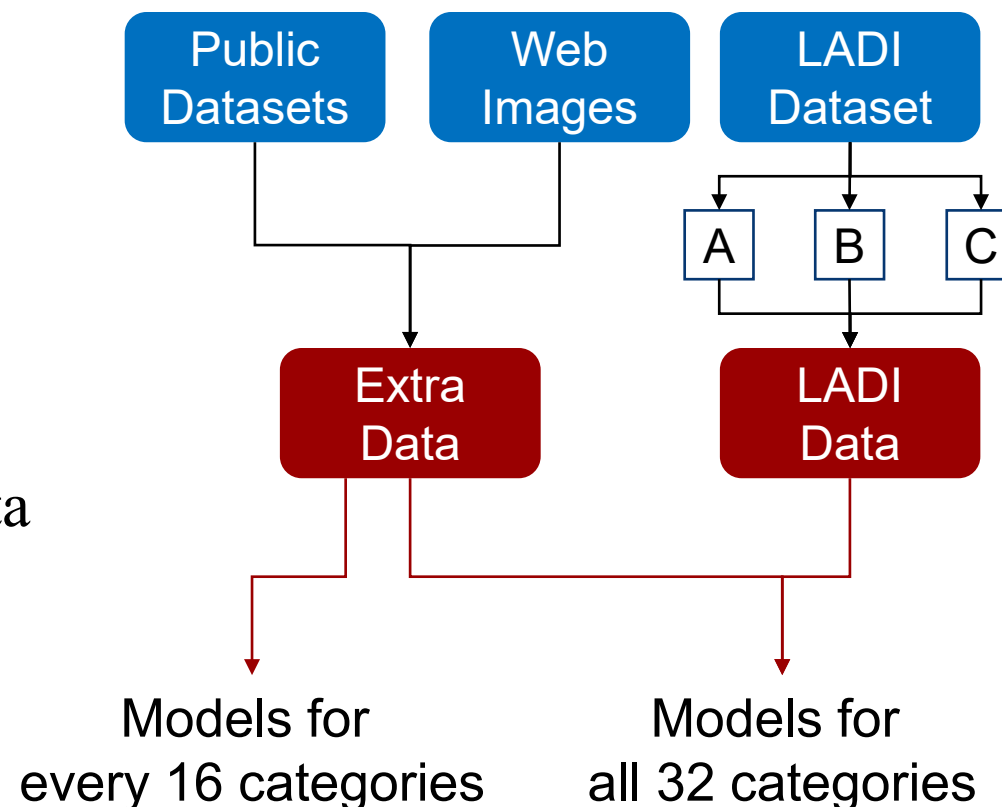 Public
Datasets
Web
Images
LADI
Dataset
A
B
C
Extra
Data
LADI
Data
ta
Models for
every 16 categories
Models for
all 32 categories